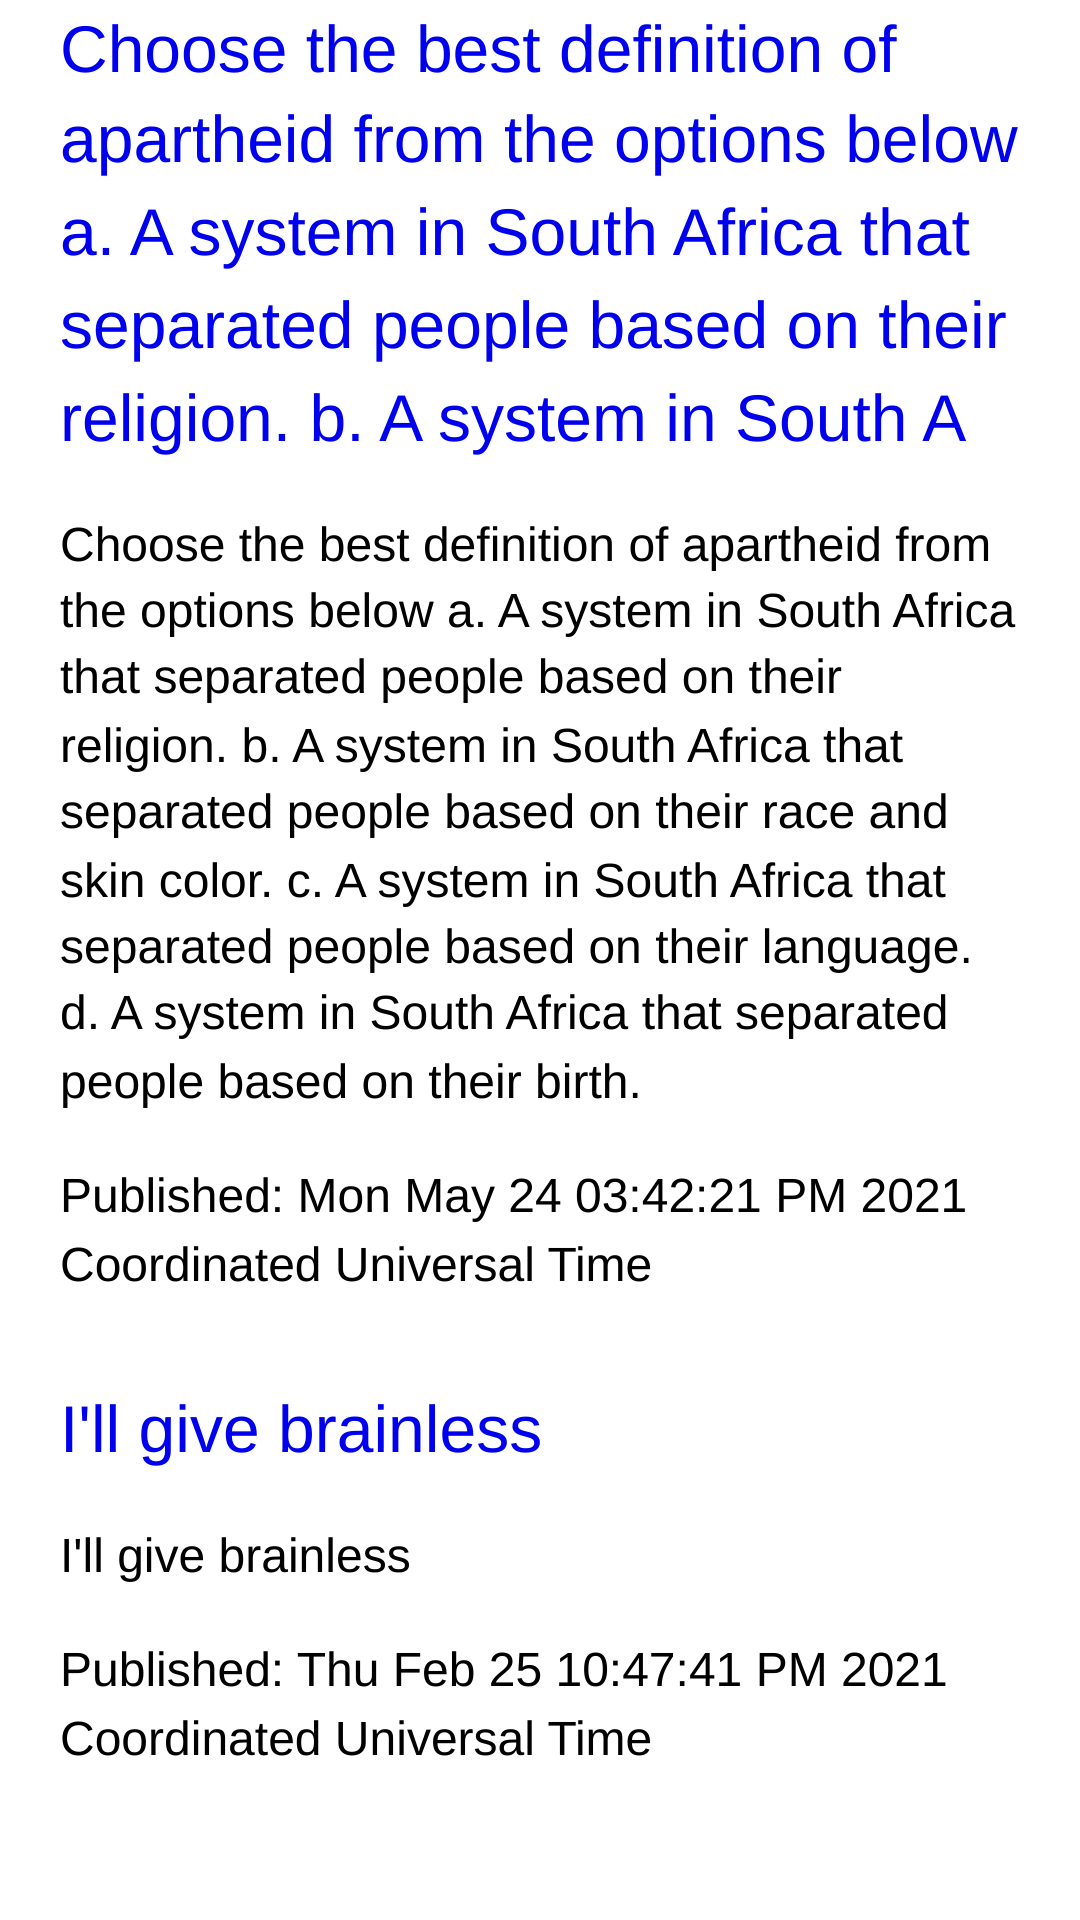 Choose the best definition of
apartheid from the options below
a. A system in South Africa that
separated people based on their
religion. b. A system in South A
Choose the best definition of apartheid from
the options below a. A system in South Africa
that separated people based on their
religion. b. A system in South Africa that
separated people based on their race and
skin color. c. A system in South Africa that
separated people based on their language.
d. A system in South Africa that separated
people based on their birth.
Published: Mon May 24 03:42:21 PM 2021
Coordinated Universal Time
I'll give brainless
I'll give brainless
Published: Thu Feb 25 10:47:41 PM 2021
Coordinated Universal Time